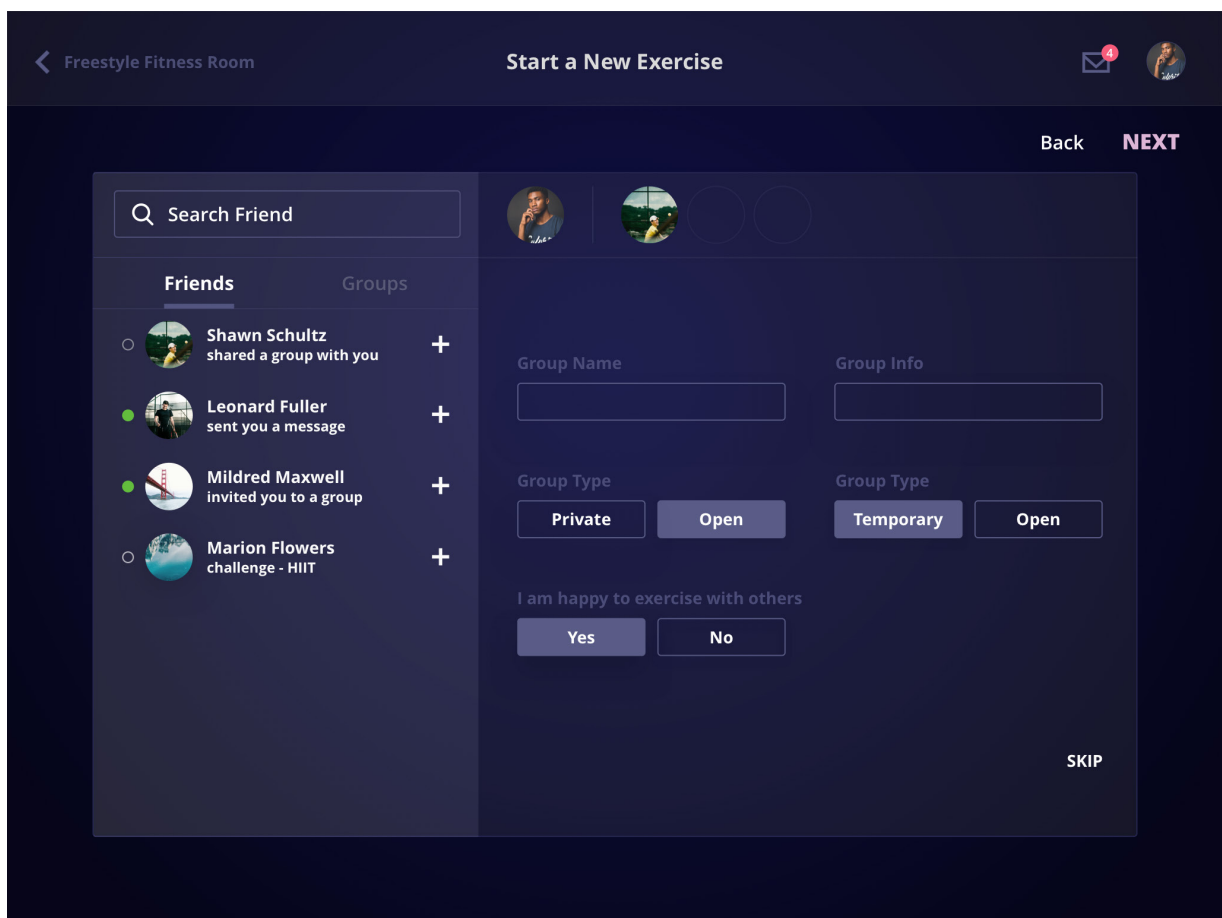 Freestyle Fitness Room
Start a New Exercise
4
Back
NEXT
Search Friend
Friends
Groups
Shawn Schultz
shared a group with you
Leonard Fuller
sent you a message
Mildred Maxwell
invited you to a group
Marion Flowers
challenge - HIIT
Group Name
Group Info
Group Type
Private
Open
Group Type
Temporary
Open
I am happy to exercise with others
Yes
No
SKIP